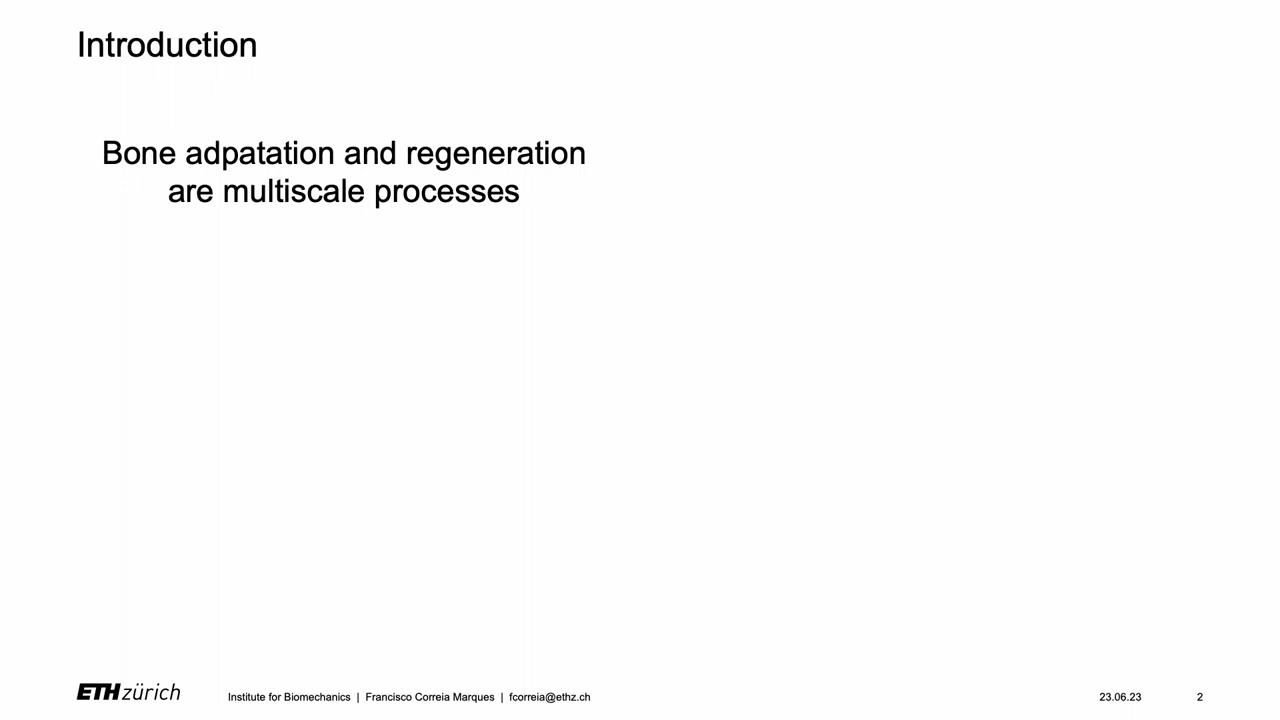 Introduction
Bone adpatation and regeneration
are multiscale processes
ETH zürich
Institute for Biomechanics | Francisco Correia Marques | fcorreia@ethz.ch
23.06.23
2